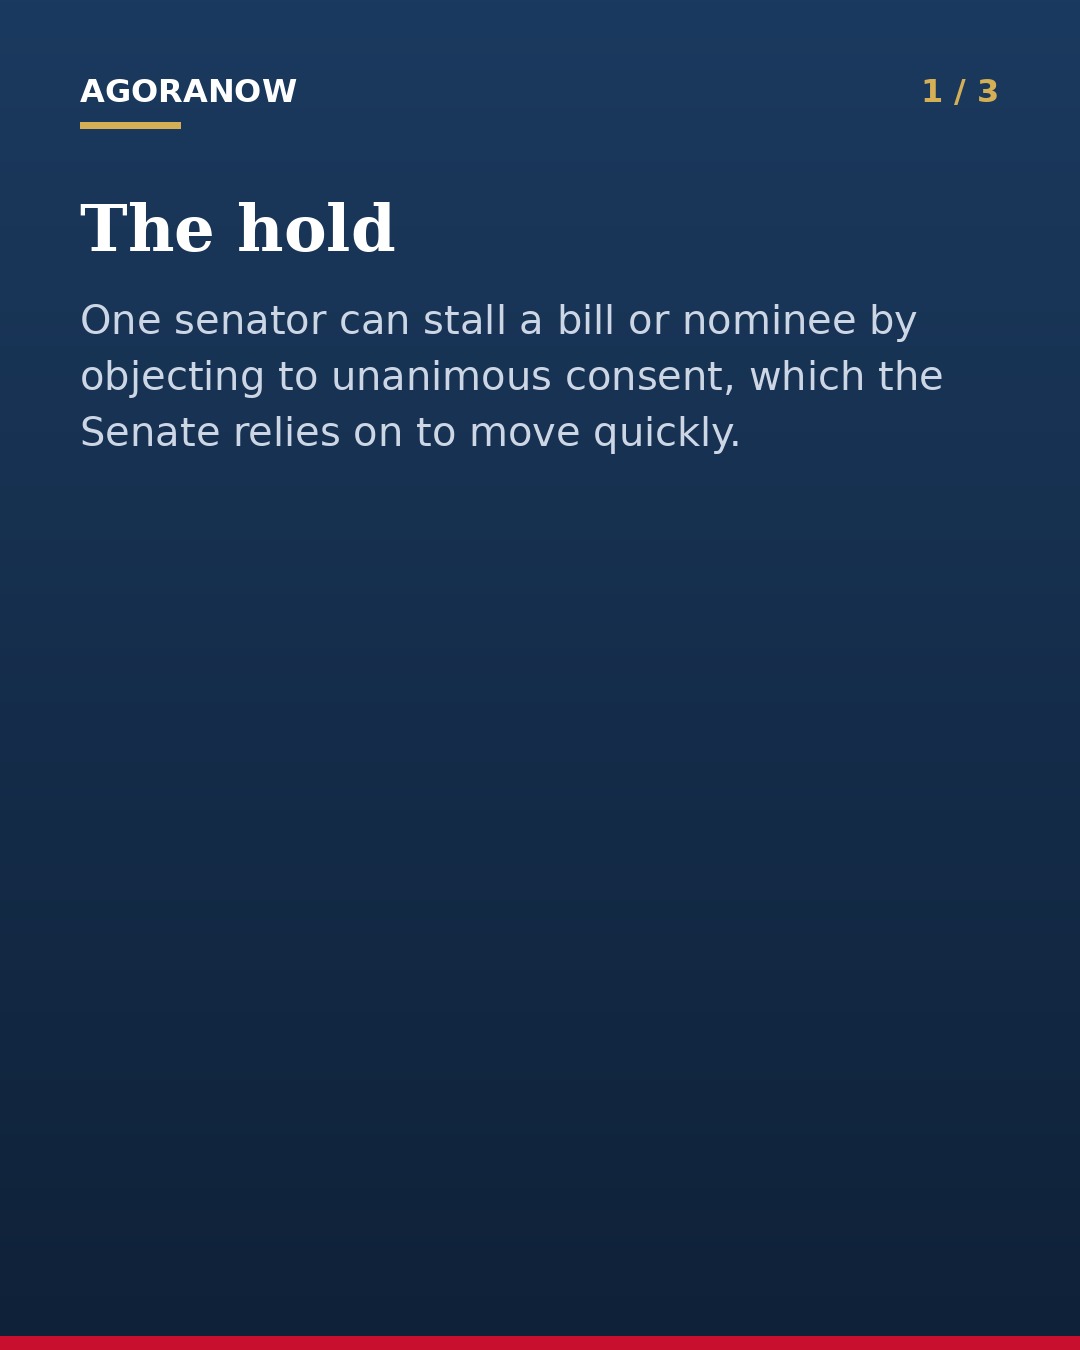 AGORANOW
1 / 3
The hold
One senator can stall a bill or nominee by
objecting to unanimous consent, which the
Senate relies on to move quickly.